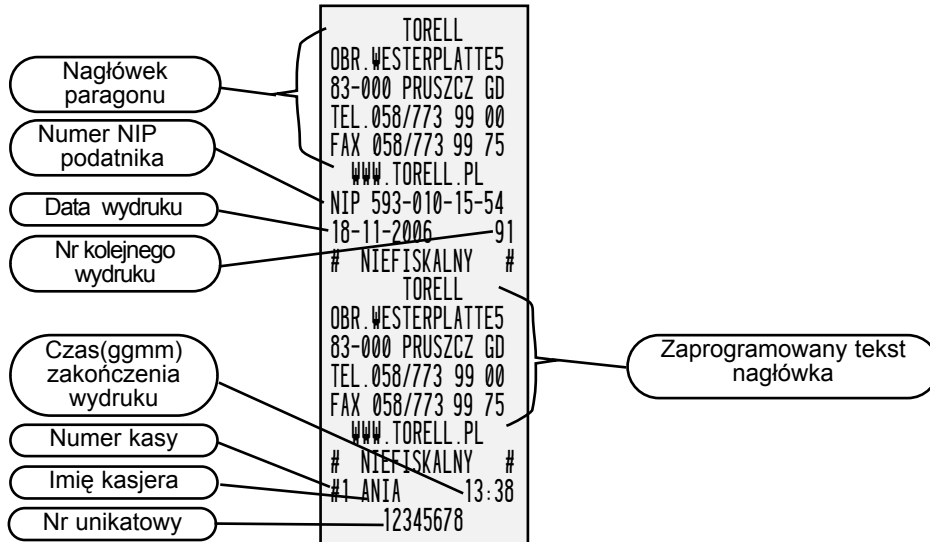 TORELL
OBR.WESTERPLATTE5
83-000 PRUSZCZ GD
TEL.058/773 99 00
FAX 058/773 99 75
WWW.TORELL.PL
NIP 593-010-15-54
18-11-2006 91
# NIEFISKALNY #
TORELL
OBR.WESTERPLATTE5
83-000 PRUSZCZ GD
TEL.058/773 99 00
FAX 058/773 99 75
WWW.TORELL.PL
# NIEFISKALNY #
#1 ANIA 13:38
12345678
Nagłówek
paragonu
Numer NIP
podatnika
Data wydruku
Nr kolejnego
wydruku
Czas(ggmm)
zakończenia
wydruku
Numer kasy
Imię kasjera
Nr unikatowy
Zaprogramowany tekst
nagłówka